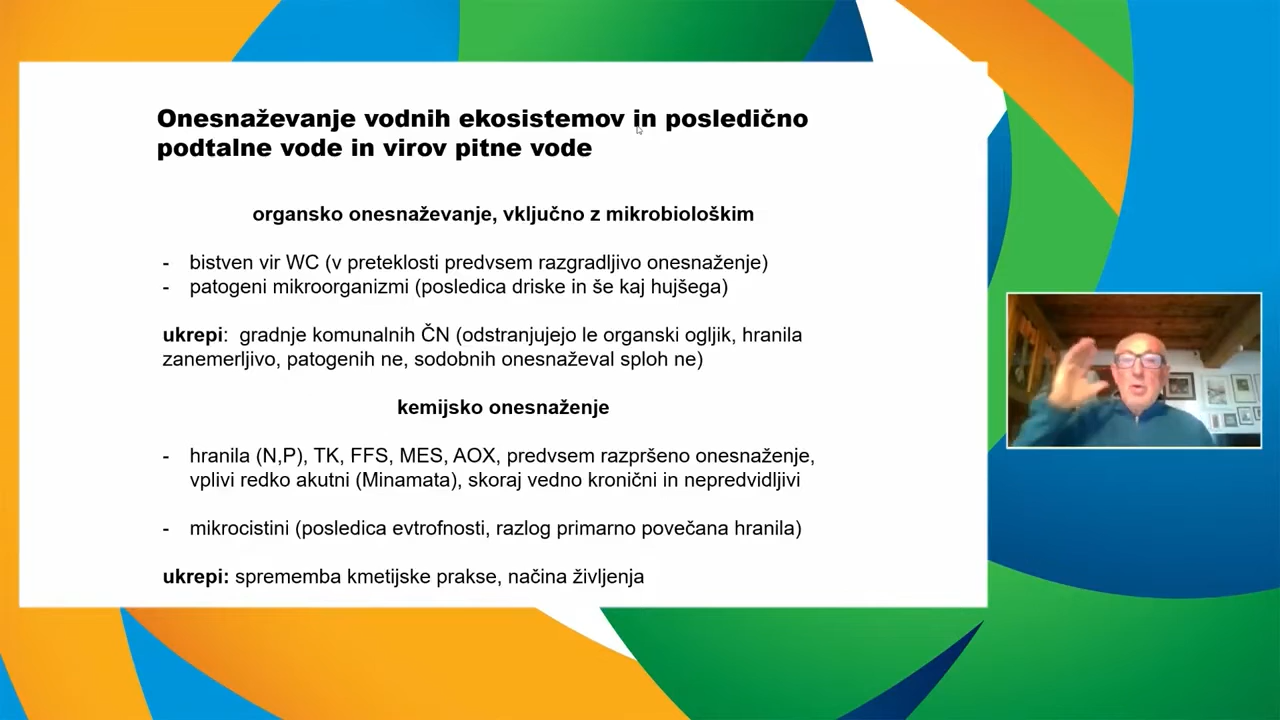 Onesnaževanje vodnih ekosistemov in posledično
podtalne vode in virov pitne vode
organsko onesnaževanje, vključno z mikrobiološkim
- bistven vir WC (v preteklosti predvsem razgradljivo onesnaženje)
- patogeni mikroorganizmi (posledica driske in še kaj hujšega)
ukrepi: gradnje komunalnih ČN (odstranjujejo le organski ogljik, hranila
zanemerljivo, patogenih ne, sodobnih onesnaževal sploh ne)
kemijsko onesnaženje
- hranila (N,P), TK, FFS, MES, AOX, predvsem razpršeno onesnaženje,
vplivi redko akutni (Minamata), skoraj vedno kronični in nepredvidljivi
- mikrocistini (posledica evtrofnosti, razlog primarno povečana hranila)
ukrepi: sprememba kmetijske prakse, načina življenja